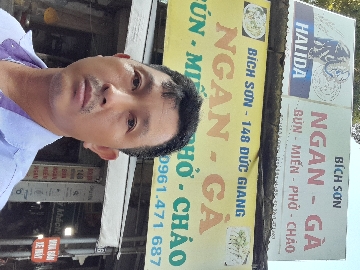 BÍCH SƠN - 148 ĐỨC GIANG
NGAN - GÀ
BÚN - MIẾN PHỞ - CHÁO
0961 471 687
HALIDA
BÍCH SƠN
NGAN - GÀ
BÚN - MIẾN - PHỞ - CHÁO